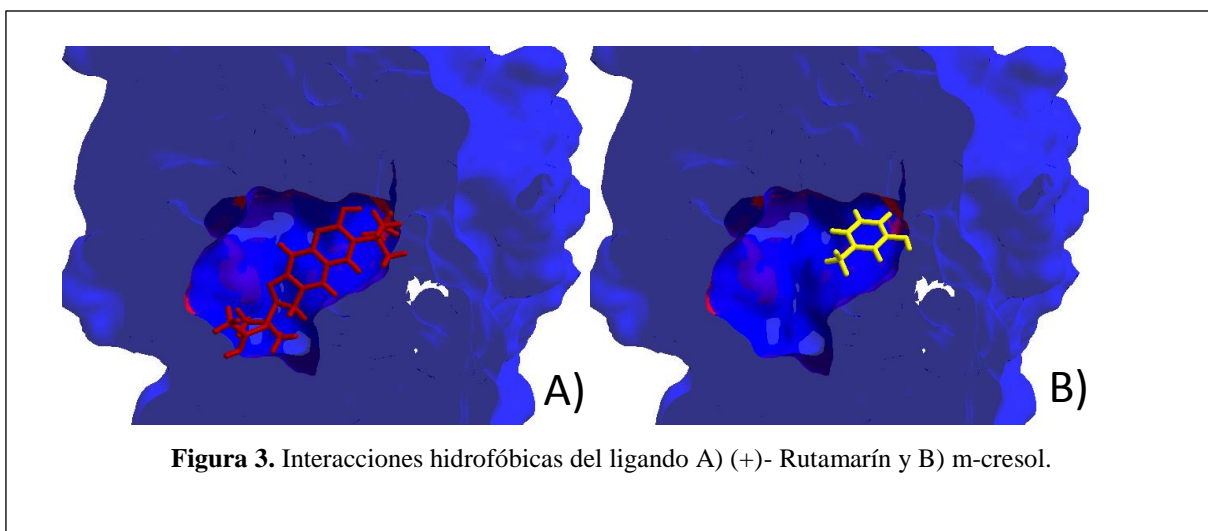 A)
B)
Figura 3. Interacciones hidrofóbicas del ligando A) (+)- Rutamarín y B) m-cresol.